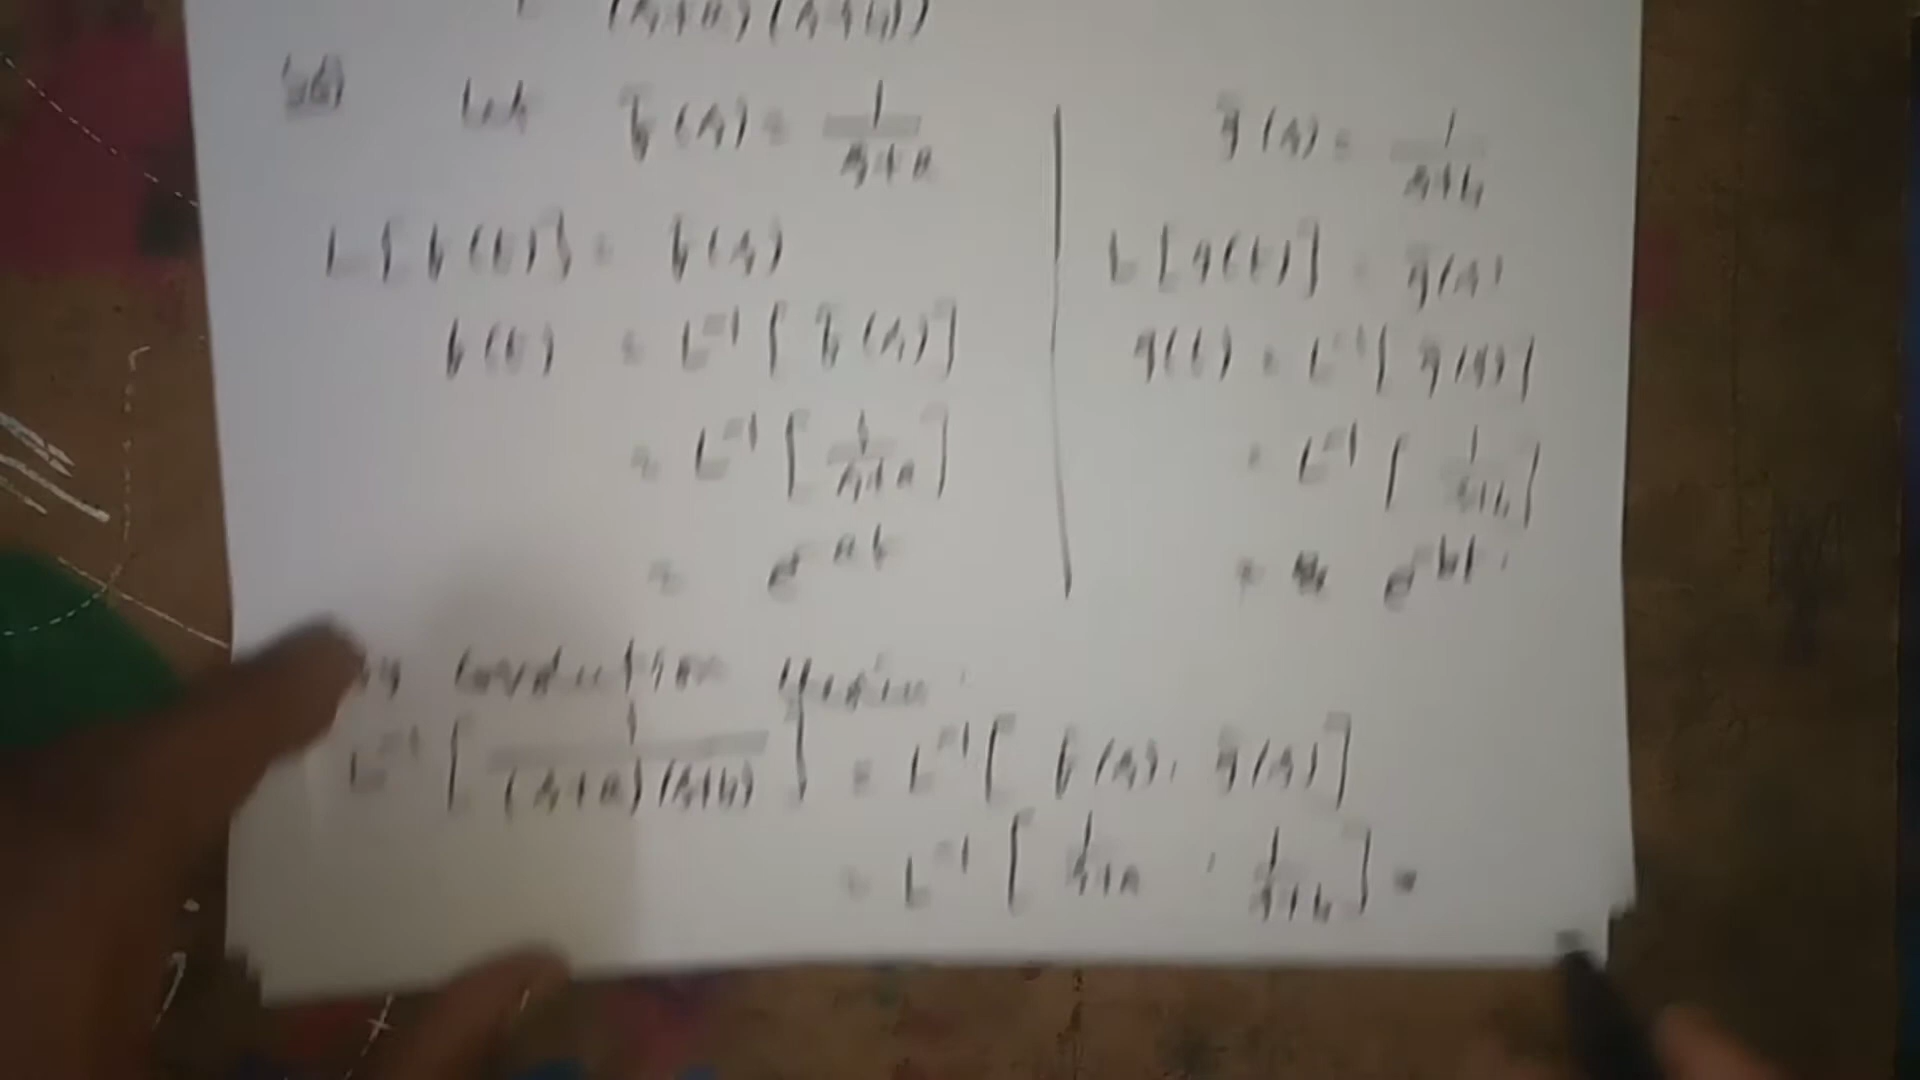 (s+a)(s+b)
Sol) Let f̄(s) = 1/(s+a)
L{f(t)} = f̄(s)
f(t) = L⁻¹[f̄(s)]
= L⁻¹[1/(s+a)]
= e^-at
ḡ(s) = 1/(s+b)
L[g(t)] = ḡ(s)
g(t) = L⁻¹[ḡ(s)]
= L⁻¹[1/(s+b)]
= e^-bt.
By convolution
L⁻¹[1/((s+a)(s+b))] = L⁻¹[f̄(s). ḡ(s)]
= L⁻¹[1/(s+a) . 1/(s+b)]